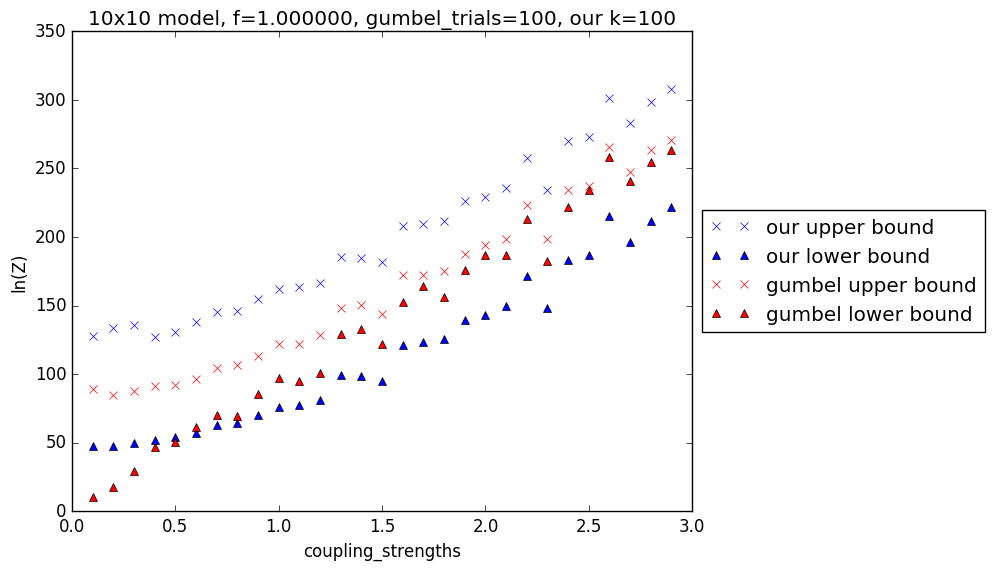 10x10 model, f=1.000000, gumbel_trials=100, our k=100
350
300
250
200
150
100
50
0
ln(Z)
0.0 0.5 1.0 1.5 2.0 2.5 3.0
coupling_strengths
our upper bound
our lower bound
gumbel upper bound
gumbel lower bound